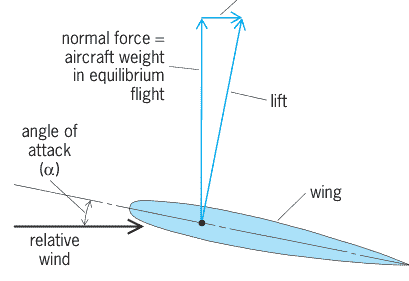 normal force =
aircraft weight
in equilibrium
flight
lift
angle of
attack
(α)
wing
relative
wind